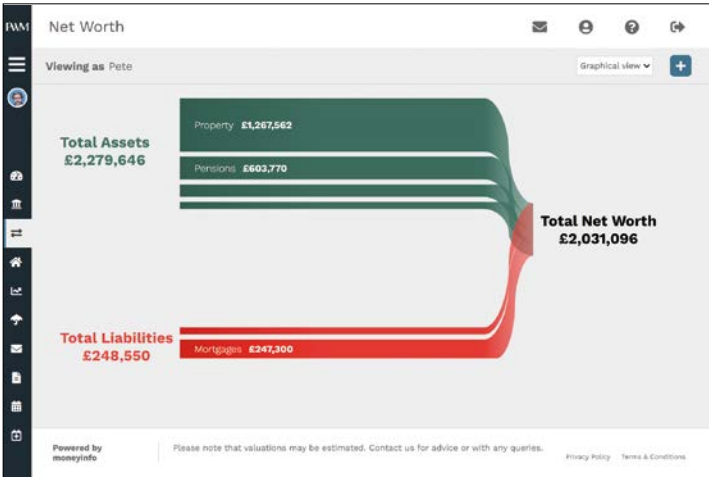 PWM
Net Worth
Viewing as Pete
Graphical view
Total Assets
£2,279,646
Property £1,267,562
Pensions £603,770
Total Net Worth
£2,031,096
Total Liabilities
£248,550
Mortgages £247,300
Powered by
moneyinfo
Please note that valuations may be estimated. Contact us for advice or with any queries.
Privacy Policy Terms & Conditions